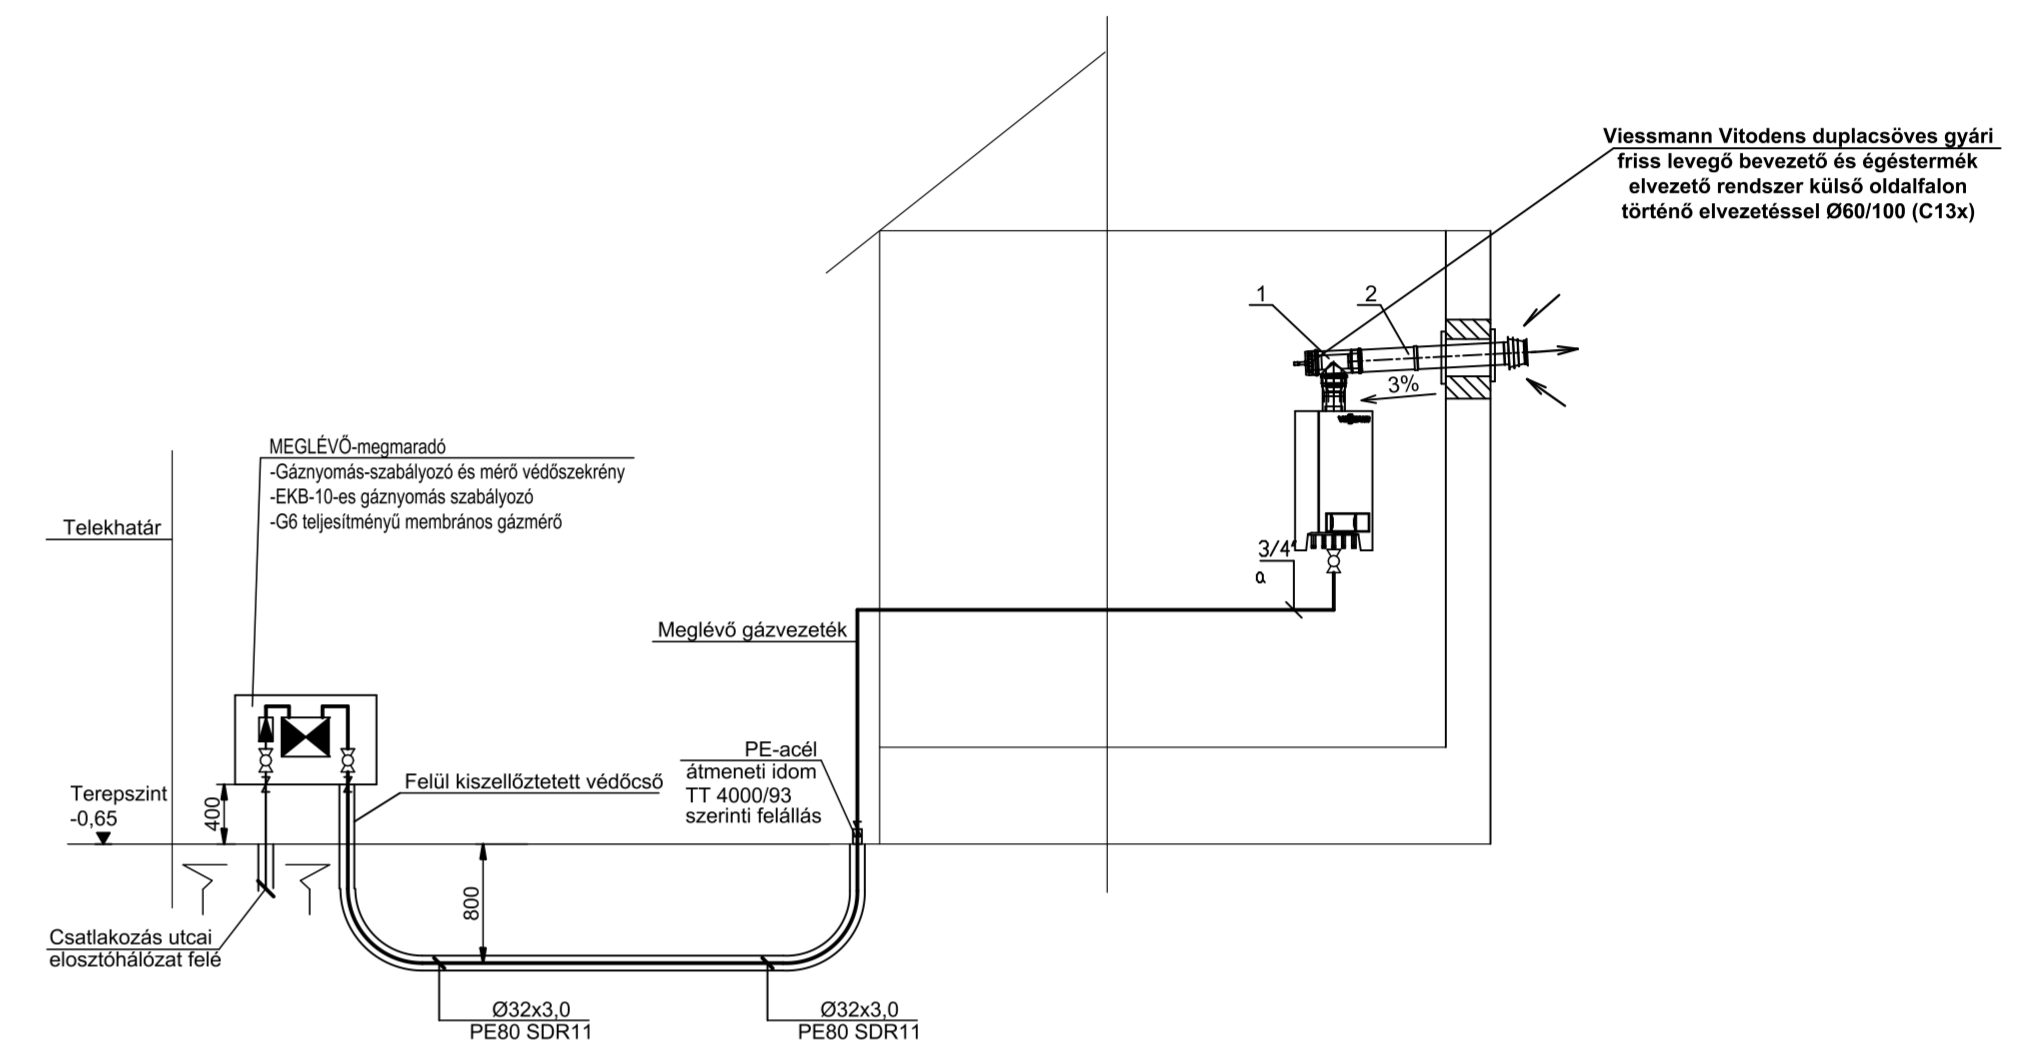 Viessmann Vitodens duplacsöves gyári
friss levegő bevezető és égéstermék
elvezető rendszer külső oldalfalon
történő elvezetéssel Ø60/100 (C13x)
1
2
3%
MEGLÉVŐ-megmaradó
-Gáznyomás-szabályozó és mérő védőszekrény
-EKB-10-es gáznyomás szabályozó
-G6 teljesítményű membrános gázmérő
Telekhatár
3/4"
a
Meglévő gázvezeték
PE-acél
átmeneti idom
TT 4000/93
szerinti felállás
Felül kiszellőztetett védőcső
Terepszint
-0,65
400
800
Csatlakozás utcai
elosztóhálózat felé
Ø32x3,0
PE80 SDR11
Ø32x3,0
PE80 SDR11